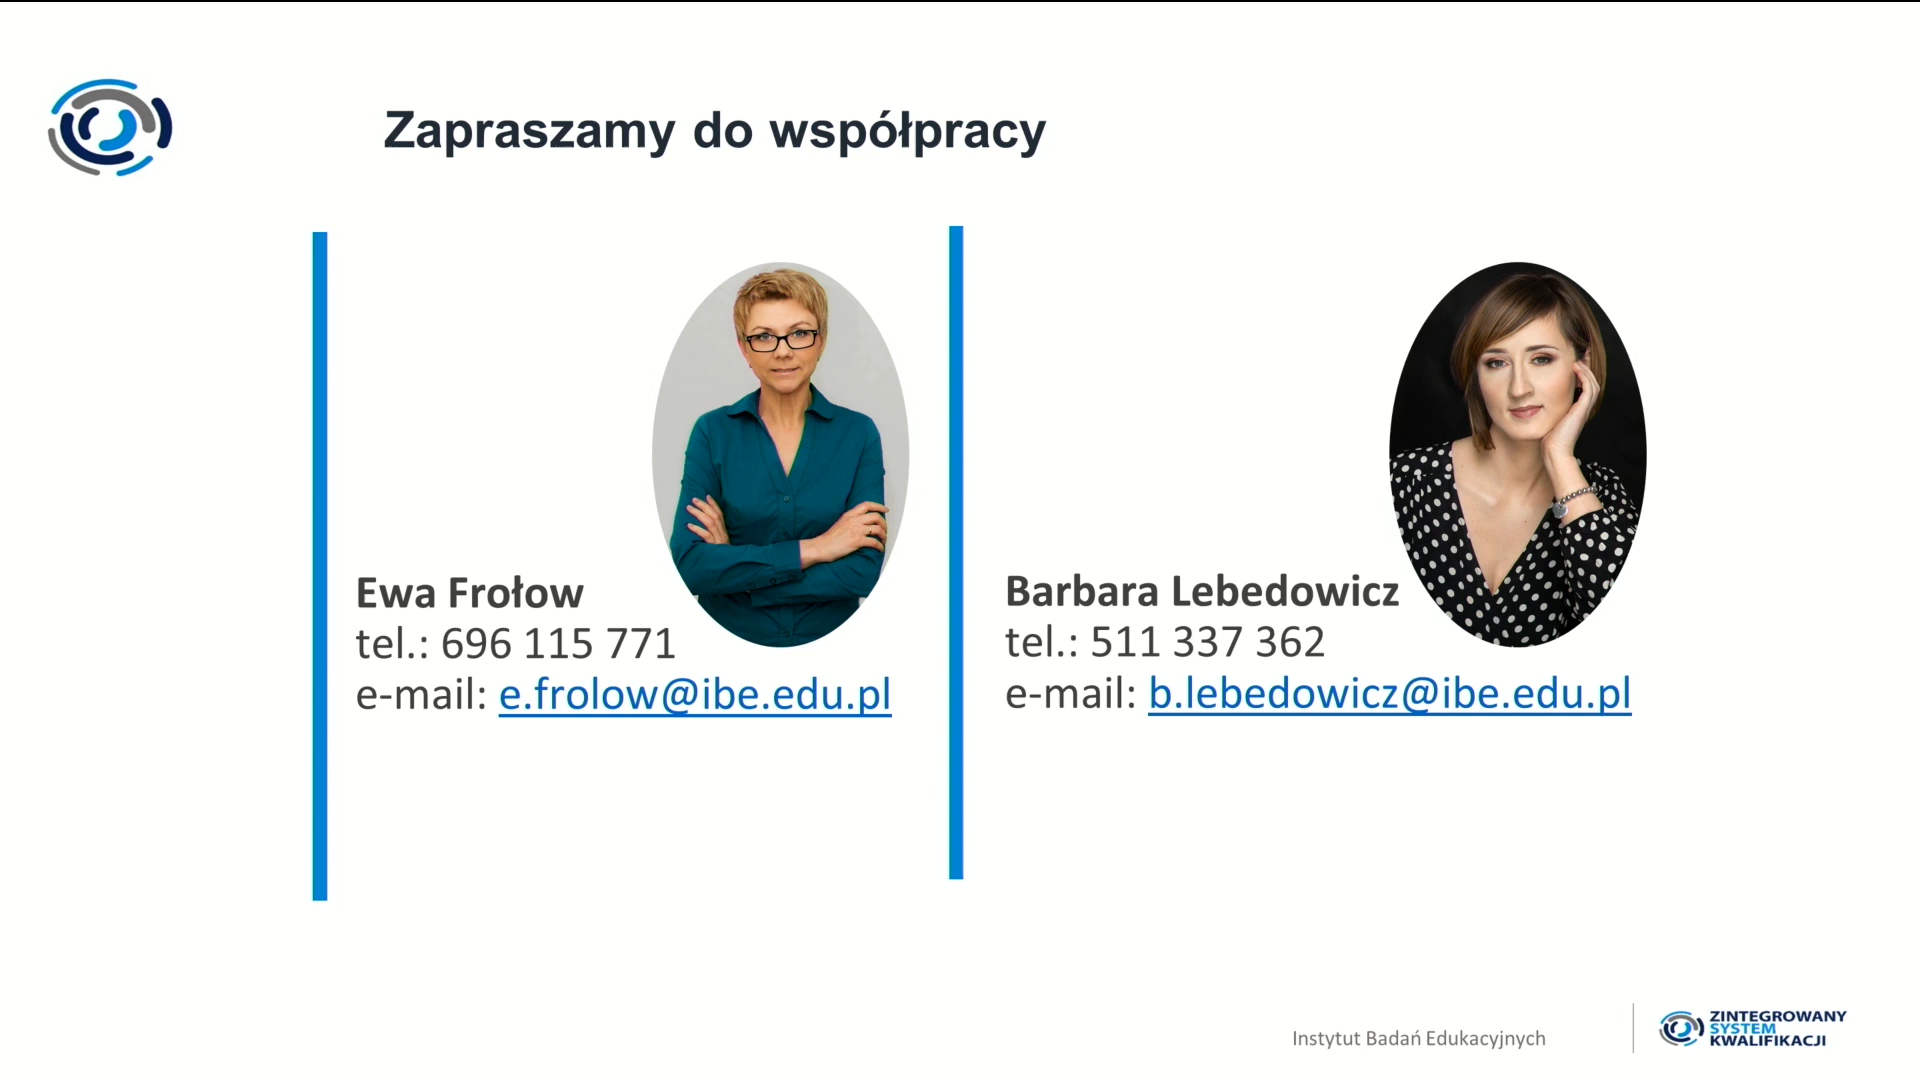 Zapraszamy do współpracy
Ewa Frołow
tel.: 696 115 771
e-mail: e.frolow@ibe.edu.pl
Barbara Lebedowicz
tel.: 511 337 362
e-mail: b.lebedowicz@ibe.edu.pl
Instytut Badań Edukacyjnych
ZINTEGROWANY
SYSTEM
KWALIFIKACJI